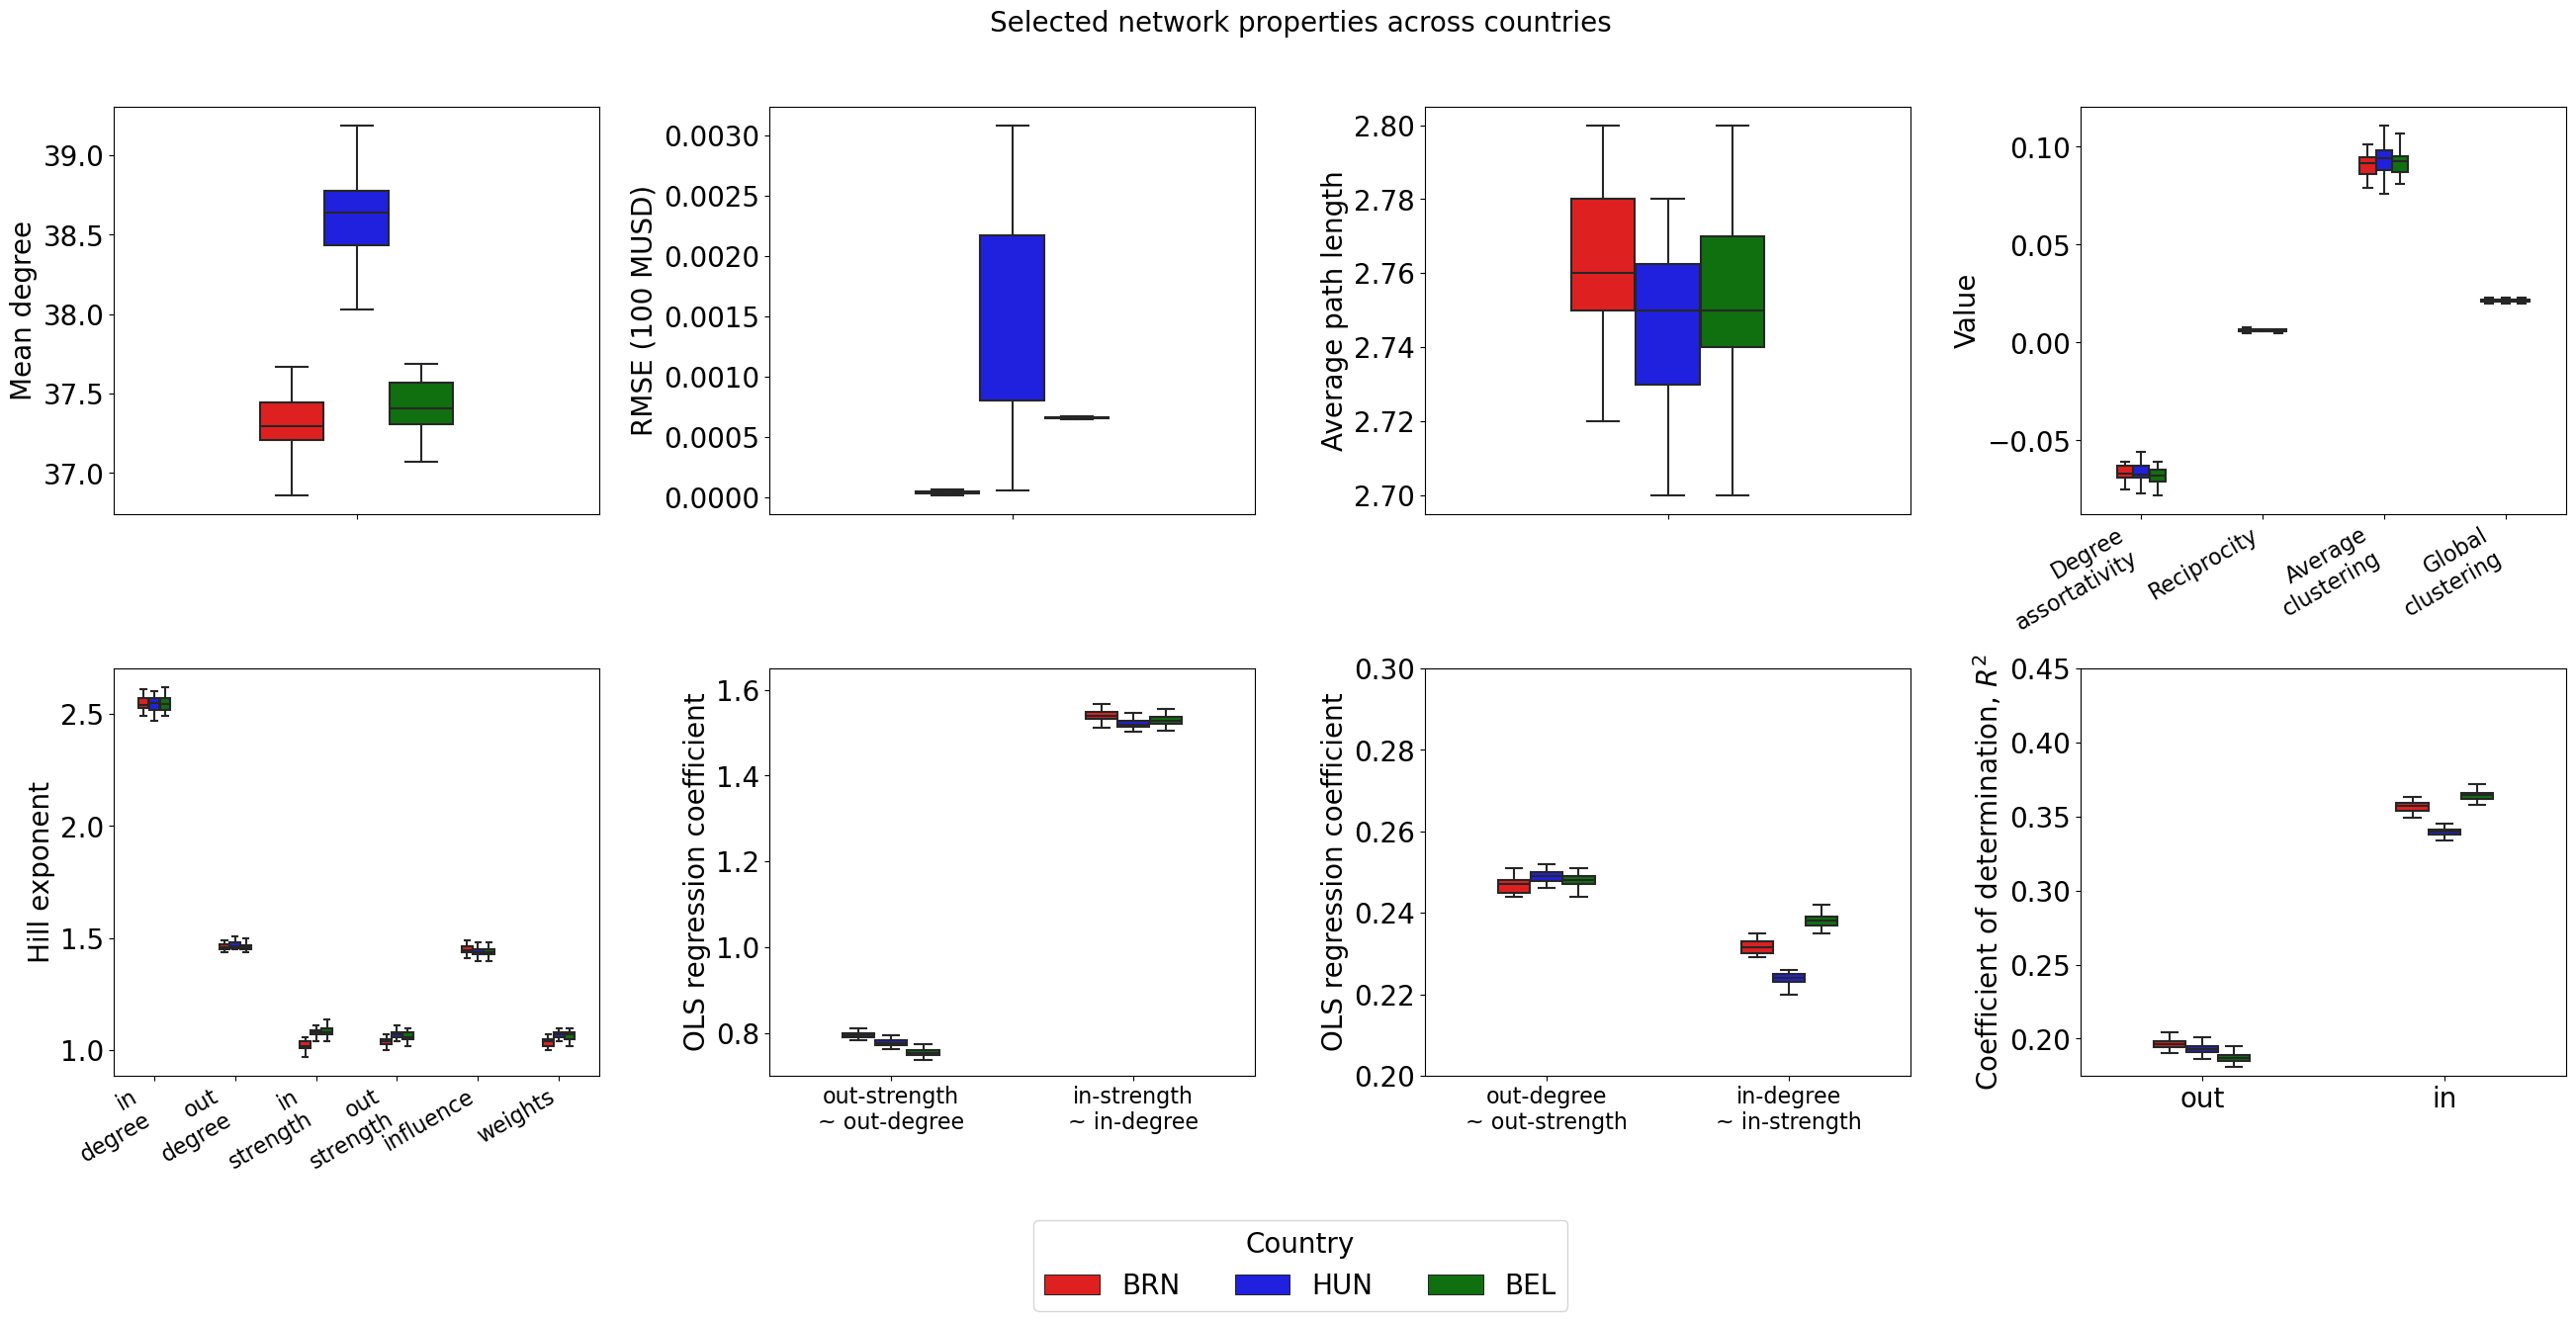 Selected network properties across countries
Mean degree
39.0
38.5
38.0
37.5
37.0
RMSE (100 MUSD)
0.0030
0.0025
0.0020
0.0015
0.0010
0.0005
0.0000
Average path length
2.80
2.78
2.76
2.74
2.72
2.70
Value
0.10
0.05
0.00
−0.05
Degree
assortativity
Reciprocity
Average
clustering
Global
clustering
Hill exponent
2.5
2.0
1.5
1.0
in
degree
out
degree
in
strength
out
strength
influence
weights
OLS regression coefficient
1.6
1.4
1.2
1.0
0.8
out-strength
~ out-degree
in-strength
~ in-degree
OLS regression coefficient
0.30
0.28
0.26
0.24
0.22
0.20
out-degree
~ out-strength
in-degree
~ in-strength
Coefficient of determination, R²
0.45
0.40
0.35
0.30
0.25
0.20
out
in
Country
BRN
HUN
BEL